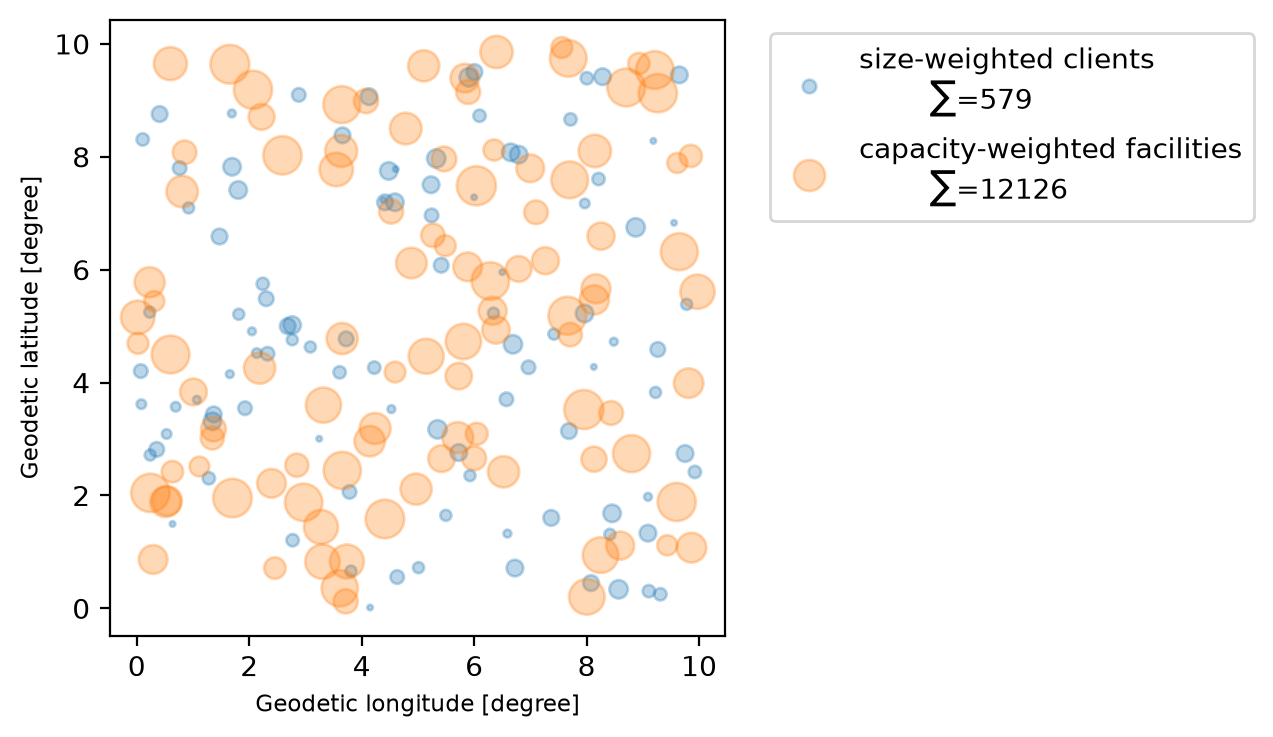 10
8
6
4
2
0
0 2 4 6 8 10
Geodetic latitude [degree]
Geodetic longitude [degree]
size-weighted clients
∑=579
capacity-weighted facilities
∑=12126